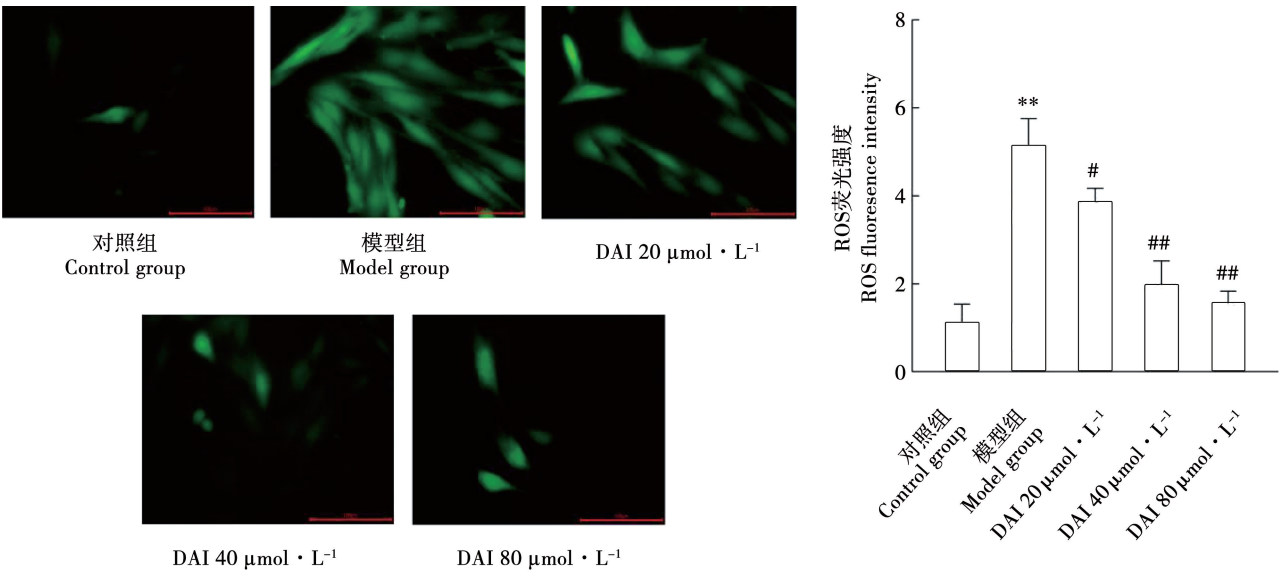 对照组
Control group
模型组
Model group
DAI 20 μmol·L⁻¹
DAI 40 μmol·L⁻¹
DAI 80 μmol·L⁻¹
ROS荧光强度
ROS fluoresence intensity
8
6
4
2
0
**
#
##
##
对照组
Control group
模型组
Model group
DAI 20 μmol·L⁻¹
DAI 40 μmol·L⁻¹
DAI 80 μmol·L⁻¹